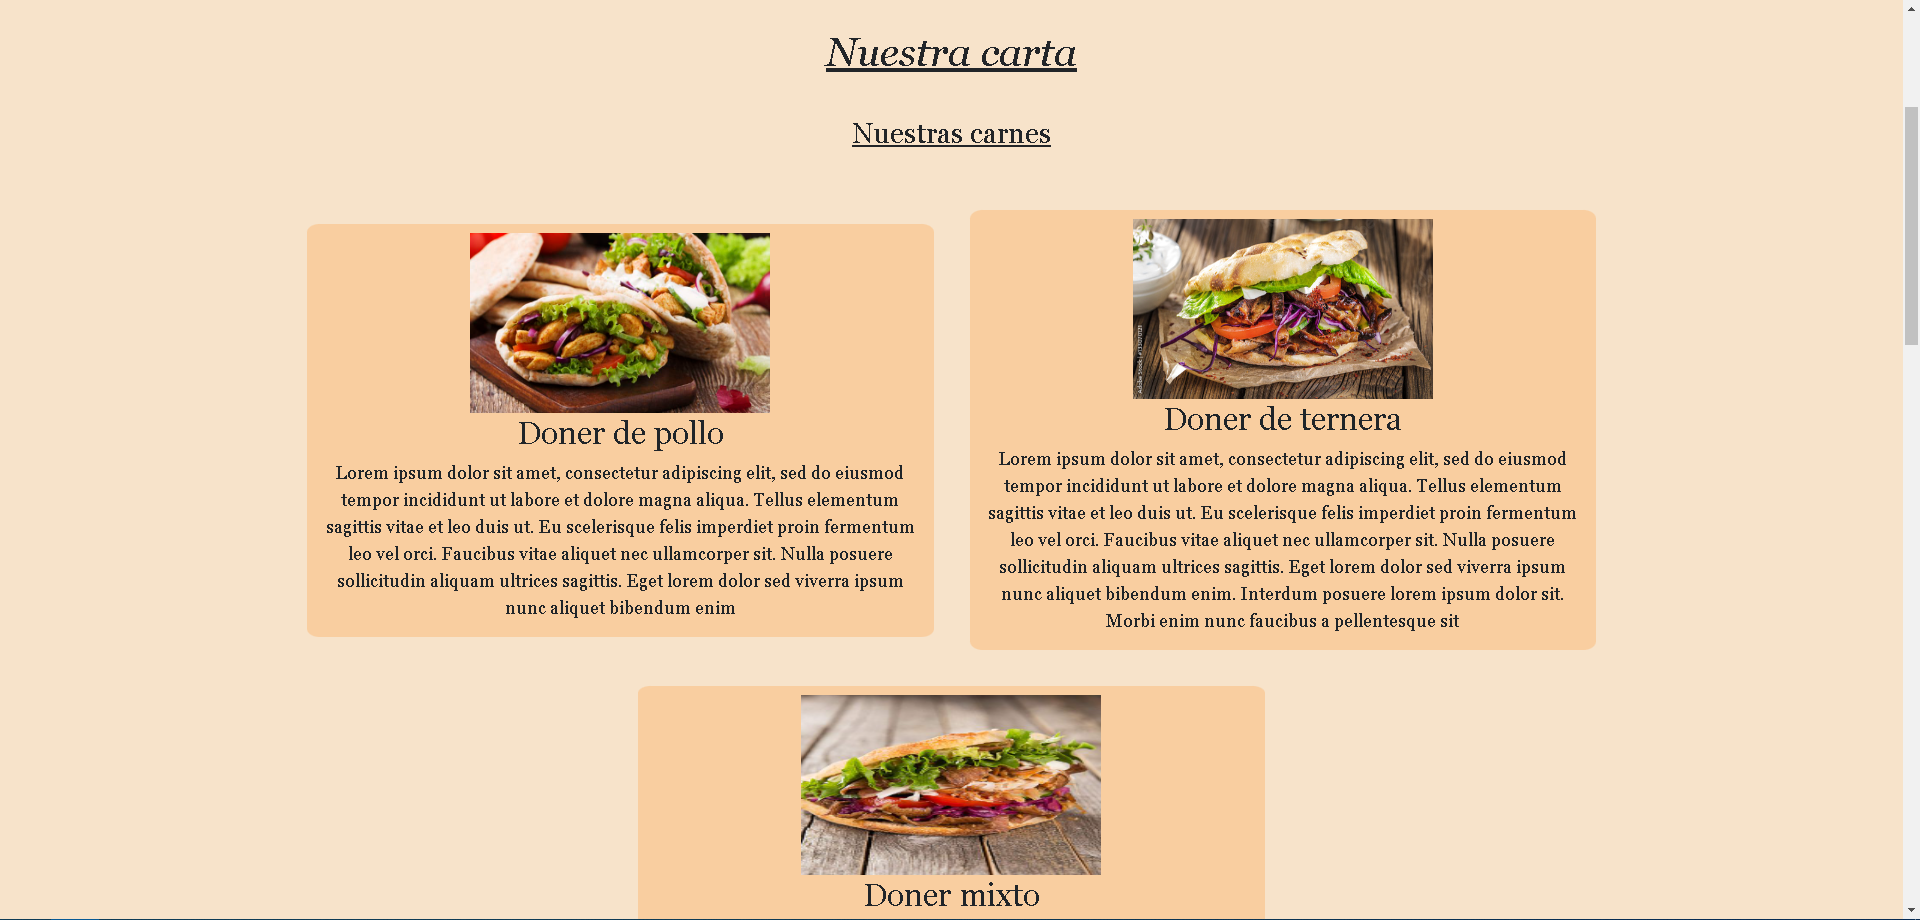 Nuestra carta
Nuestras carnes
Doner de pollo
Lorem ipsum dolor sit amet, consectetur adipiscing elit, sed do eiusmod
tempor incididunt ut labore et dolore magna aliqua. Tellus elementum
sagittis vitae et leo duis ut. Eu scelerisque felis imperdiet proin fermentum
leo vel orci. Faucibus vitae aliquet nec ullamcorper sit. Nulla posuere
sollicitudin aliquam ultrices sagittis. Eget lorem dolor sed viverra ipsum
nunc aliquet bibendum enim
Doner de ternera
Lorem ipsum dolor sit amet, consectetur adipiscing elit, sed do eiusmod
tempor incididunt ut labore et dolore magna aliqua. Tellus elementum
sagittis vitae et leo duis ut. Eu scelerisque felis imperdiet proin fermentum
leo vel orci. Faucibus vitae aliquet nec ullamcorper sit. Nulla posuere
sollicitudin aliquam ultrices sagittis. Eget lorem dolor sed viverra ipsum
nunc aliquet bibendum enim. Interdum posuere lorem ipsum dolor sit.
Morbi enim nunc faucibus a pellentesque sit
Doner mixto